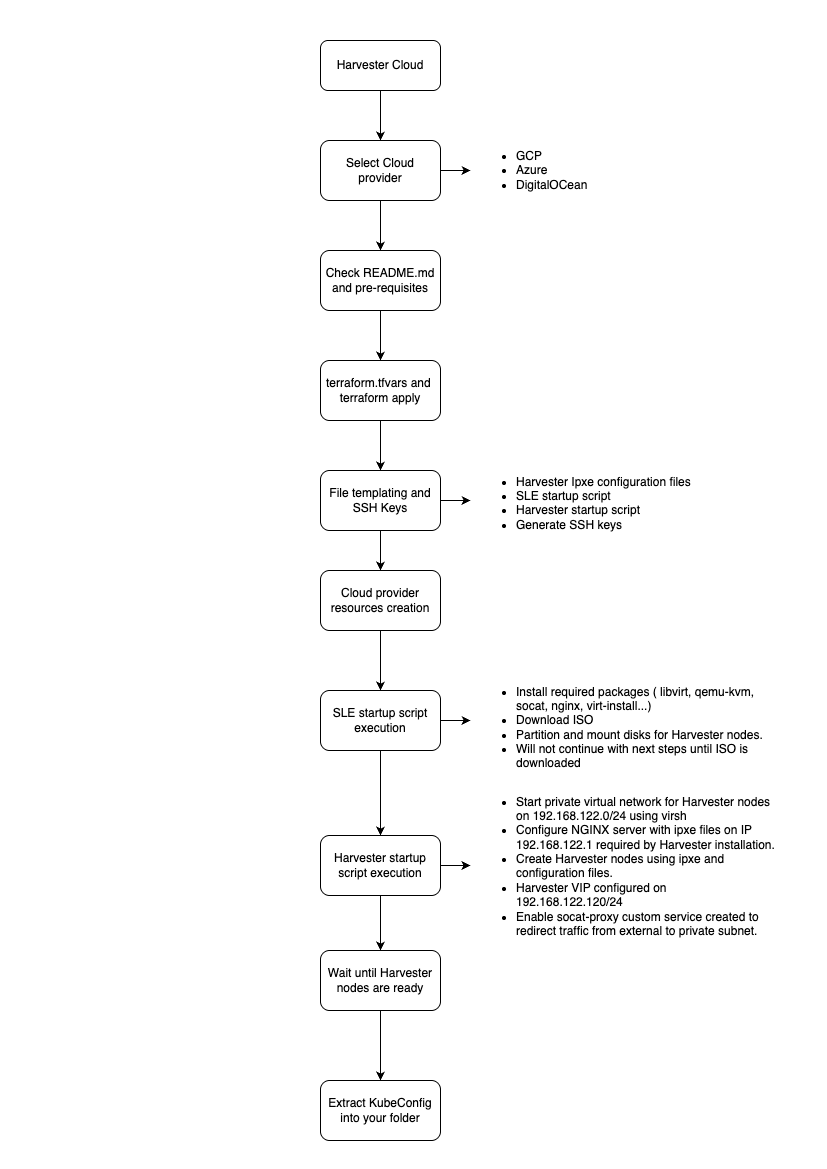 Harvester Cloud
Select Cloud
provider
• GCP
• Azure
• DigitalOCean
Check README.md
and pre-requisites
terraform.tfvars and
terraform apply
File templating and
SSH Keys
• Harvester Ipxe configuration files
• SLE startup script
• Harvester startup script
• Generate SSH keys
Cloud provider
resources creation
SLE startup script
execution
• Install required packages ( libvirt, qemu-kvm,
socat, nginx, virt-install...)
• Download ISO
• Partition and mount disks for Harvester nodes.
• Will not continue with next steps until ISO is
downloaded
Harvester startup
script execution
• Start private virtual network for Harvester nodes
on 192.168.122.0/24 using virsh
• Configure NGINX server with ipxe files on IP
192.168.122.1 required by Harvester installation.
• Create Harvester nodes using ipxe and
configuration files.
• Harvester VIP configured on
192.168.122.120/24
• Enable socat-proxy custom service created to
redirect traffic from external to private subnet.
Wait until Harvester
nodes are ready
Extract KubeConfig
into your folder